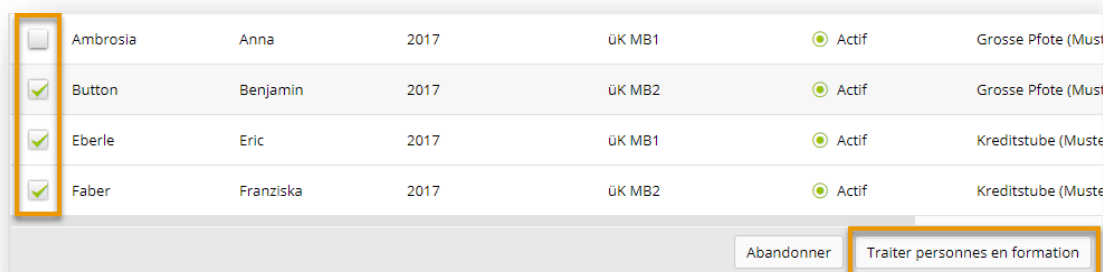 Ambrosia Anna 2017 üK MB1 Actif Grosse Pfote (Must
Button Benjamin 2017 üK MB2 Actif Grosse Pfote (Must
Eberle Eric 2017 üK MB1 Actif Kreditstube (Muste
Faber Franziska 2017 üK MB2 Actif Kreditstube (Muste
Abandonner Traiter personnes en formation